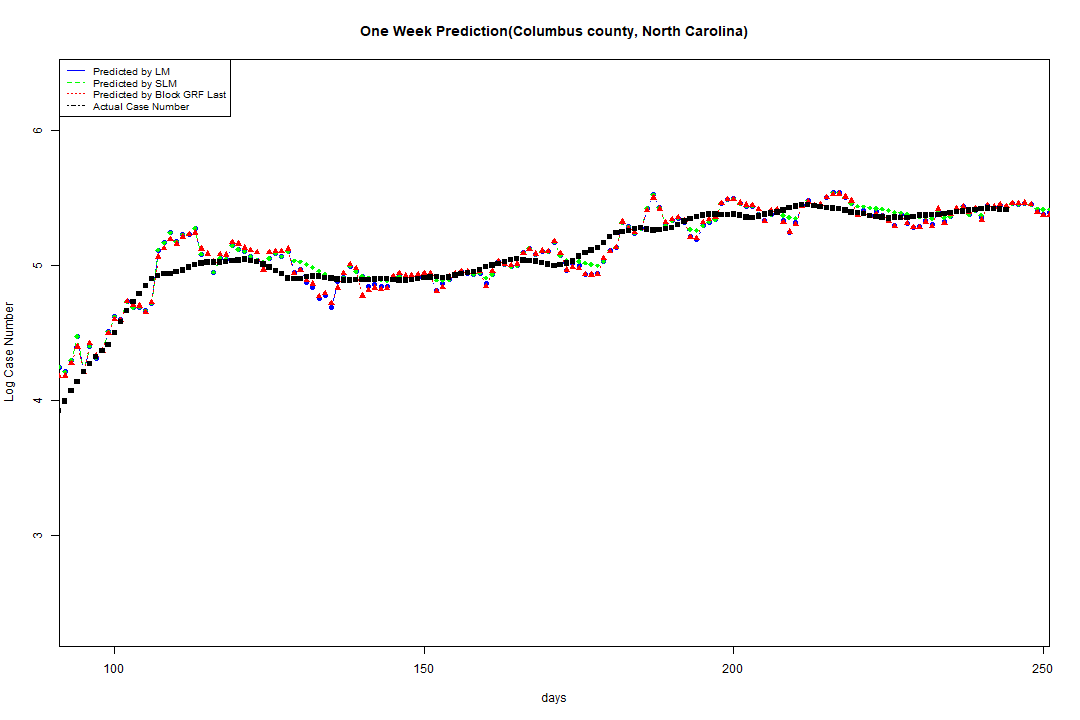 One Week Prediction(Columbus county, North Carolina)
Predicted by LM
Predicted by SLM
Predicted by Block GRF Last
Actual Case Number
6
5
4
3
Log Case Number
100 150 200 250
days